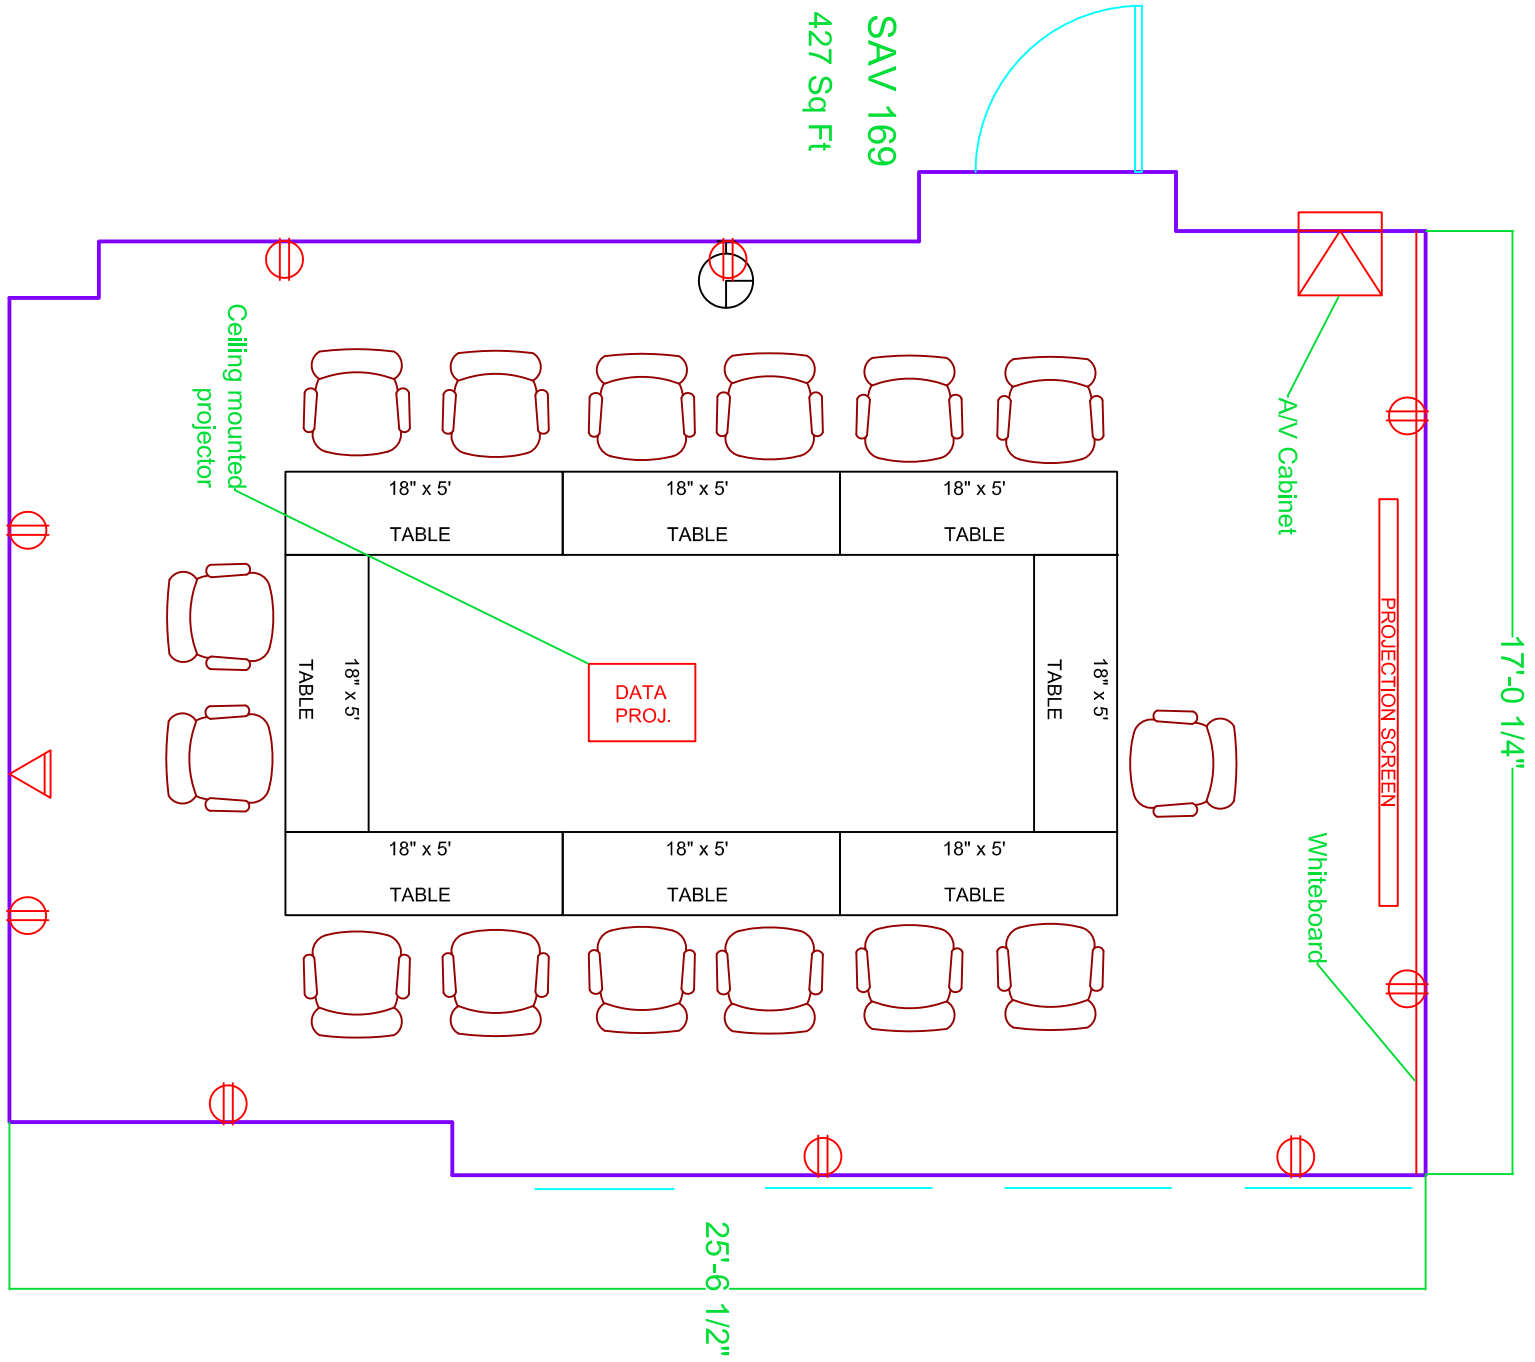 SAV 169
427 Sq Ft
Ceiling mounted
projector
A/V Cabinet
18" x 5'
TABLE
18" x 5'
TABLE
18" x 5'
TABLE
18" x 5'
TABLE
DATA
PROJ.
18" x 5'
TABLE
PROJECTION SCREEN
17'-0 1/4"
18" x 5'
TABLE
18" x 5'
TABLE
18" x 5'
TABLE
Whiteboard
25'-6 1/2"